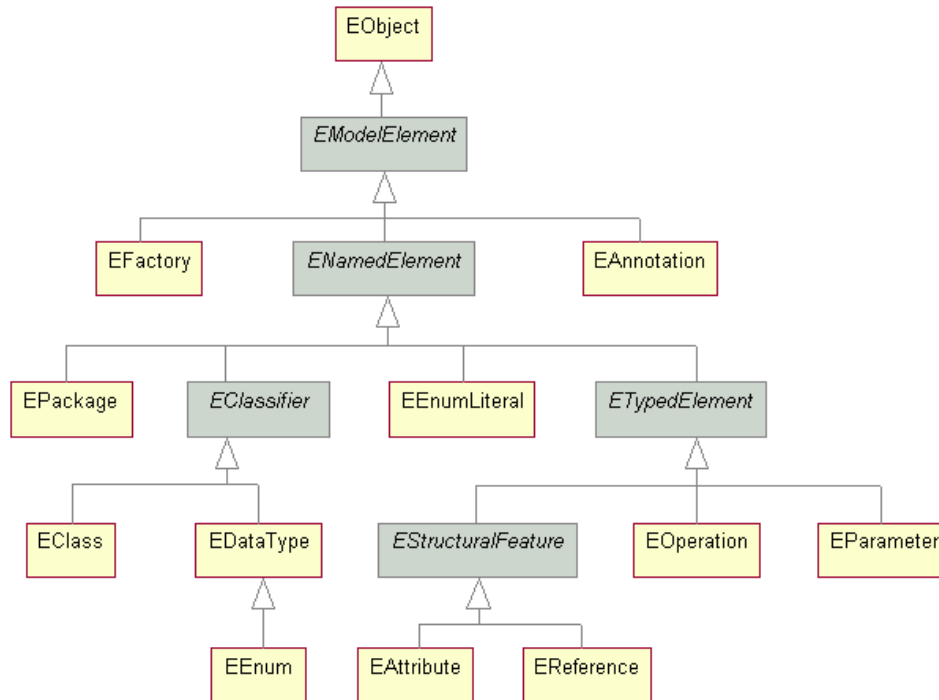 EObject
EModelElement
EFactory
ENamedElement
EAnnotation
EPackage
EClassifier
EEnumLiteral
ETypedElement
EClass
EDataType
EStructuralFeature
EOperation
EParameter
EEnum
EAttribute
EReference